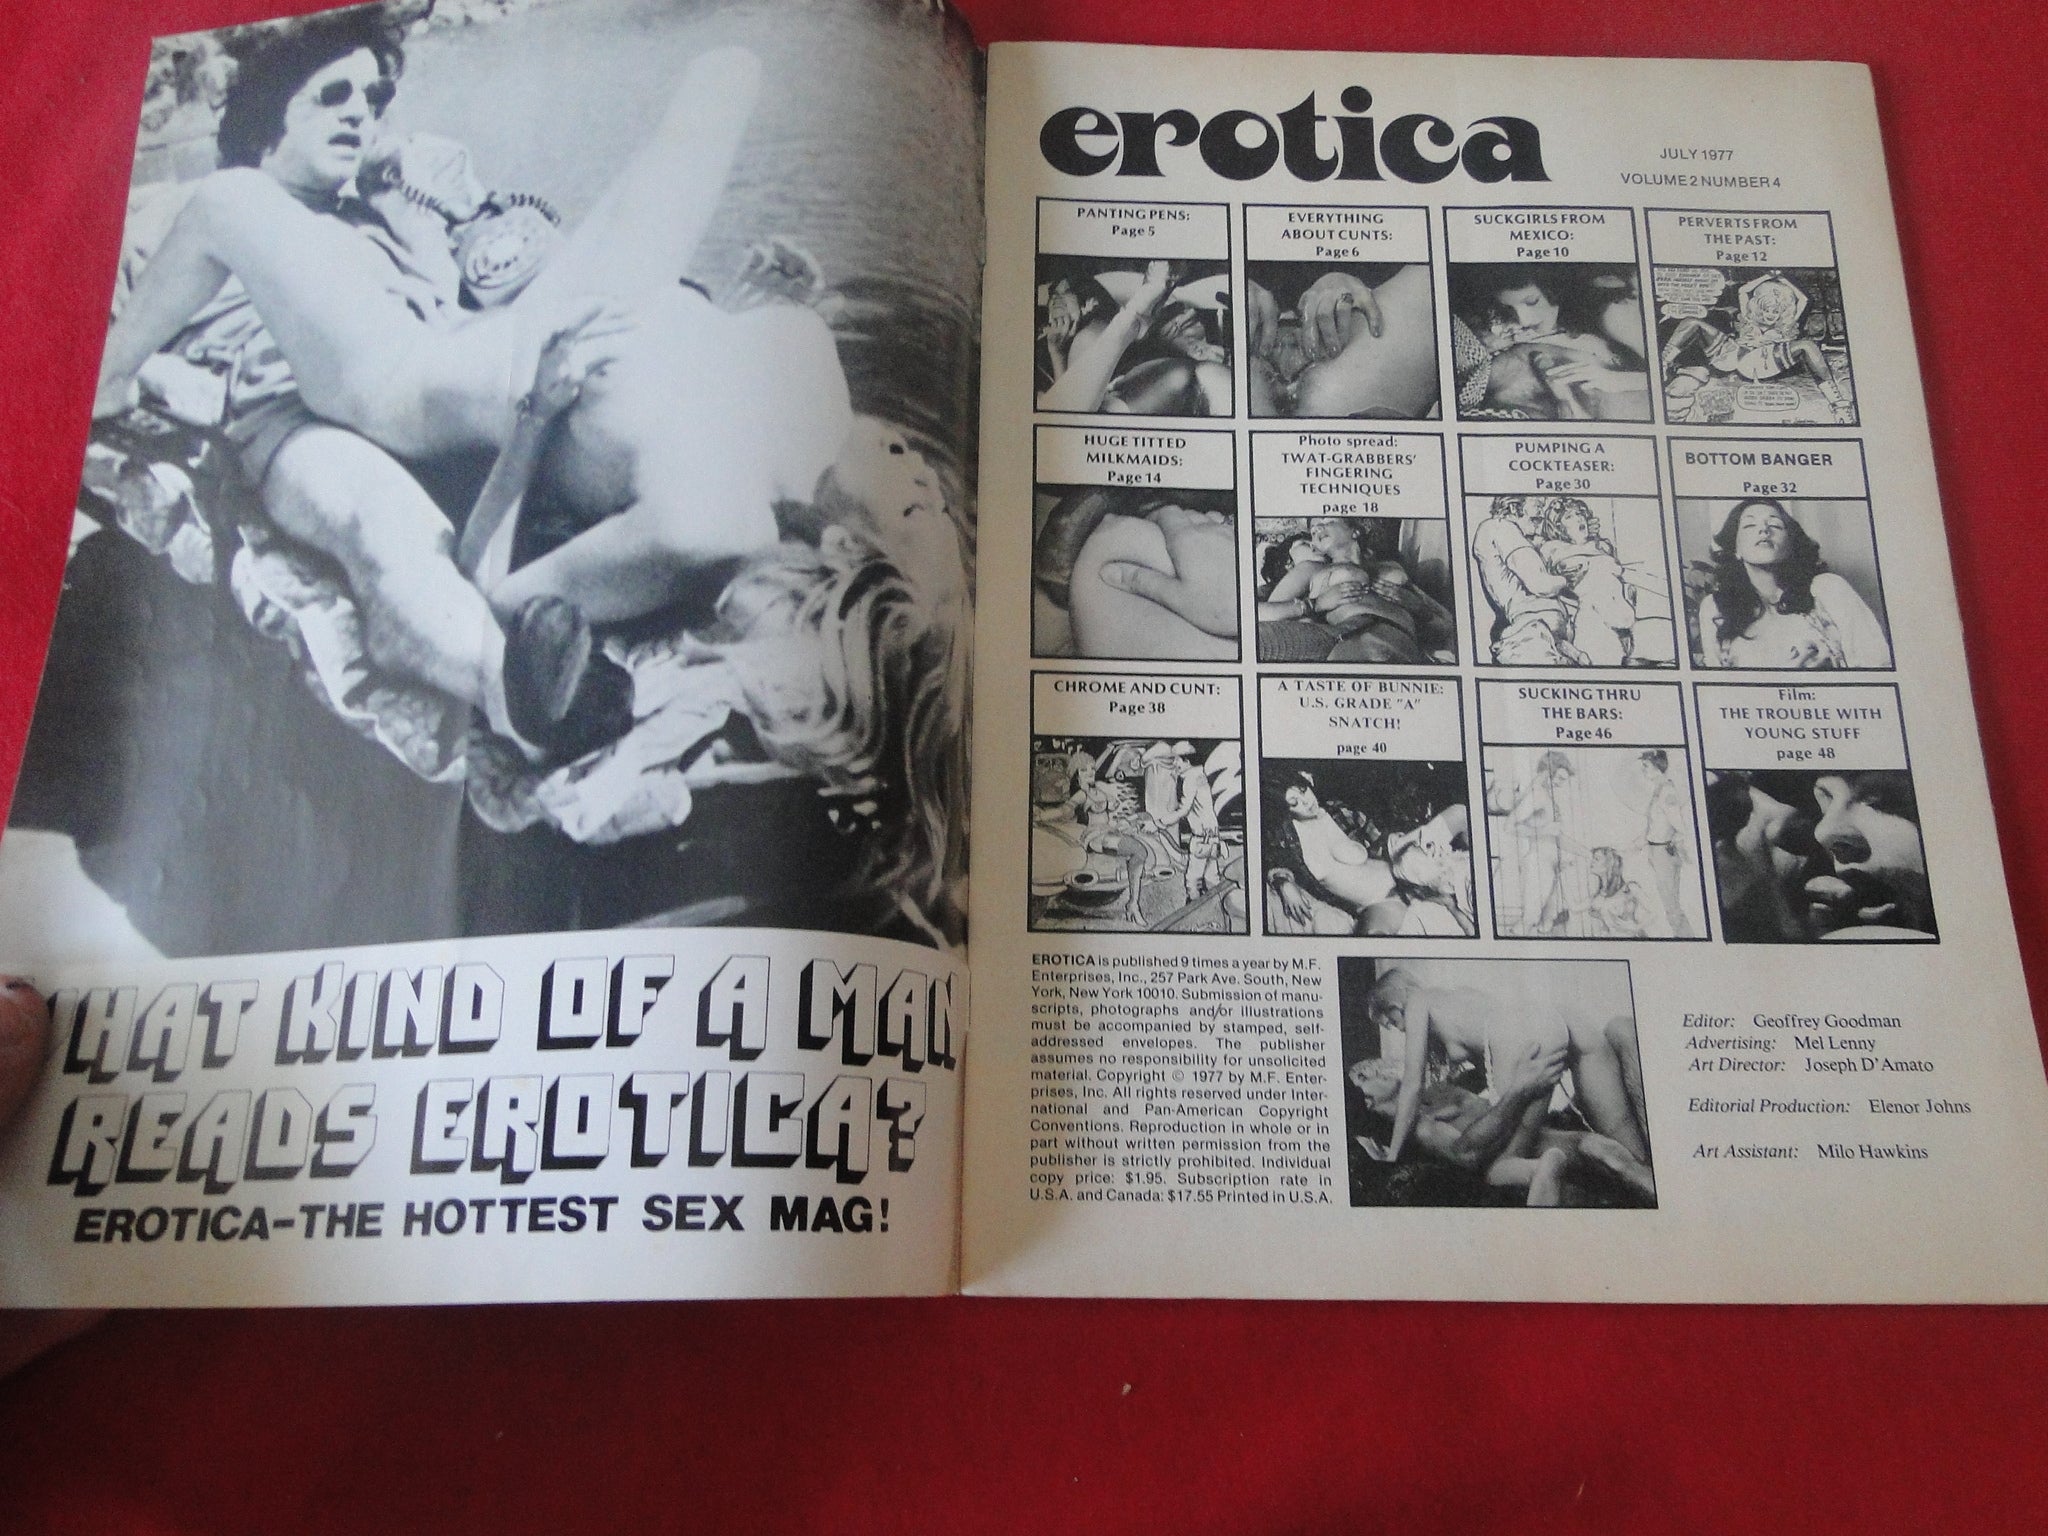 WHAT KIND OF A MAN
READS EROTICA?
EROTICA-THE HOTTEST SEX MAG!
erotica
JULY 1977
VOLUME 2 NUMBER 4
PANTING PENS:
Page 5
EVERYTHING
ABOUT CUNTS:
Page 6
SUCKGIRLS FROM
MEXICO:
Page 10
PERVERTS FROM
THE PAST:
Page 12
HUGE TITTED
MILKMAIDS:
Page 14
Photo spread:
TWAT-GRABBERS'
FINGERING
TECHNIQUES
page 18
PUMPING A
COCKTEASER:
Page 30
BOTTOM BANGER
Page 32
CHROME AND CUNT:
Page 38
A TASTE OF BUNNIE:
U.S. GRADE "A"
SNATCH!
page 40
SUCKING THRU
THE BARS:
Page 46
Film:
THE TROUBLE WITH
YOUNG STUFF
page 48
EROTICA is published 9 times a year by M.F.
Enterprises, Inc., 257 Park Ave. South, New
York, New York 10010. Submission of manu-
scripts, photographs and/or illustrations
must be accompanied by stamped, self-
addressed envelopes. The publisher
assumes no responsibility for unsolicited
material. Copyright © 1977 by M.F. Enter-
prises, Inc. All rights reserved under Inter-
national and Pan-American Copyright
Conventions. Reproduction in whole or in
part without written permission from the
publisher is strictly prohibited. Individual
copy price: $1.95. Subscription rate in
U.S.A. and Canada: $17.55 Printed in U.S.A.
Editor: Geoffrey Goodman
Advertising: Mel Lenny
Art Director: Joseph D'Amato
Editorial Production: Elenor Johns
Art Assistant: Milo Hawkins